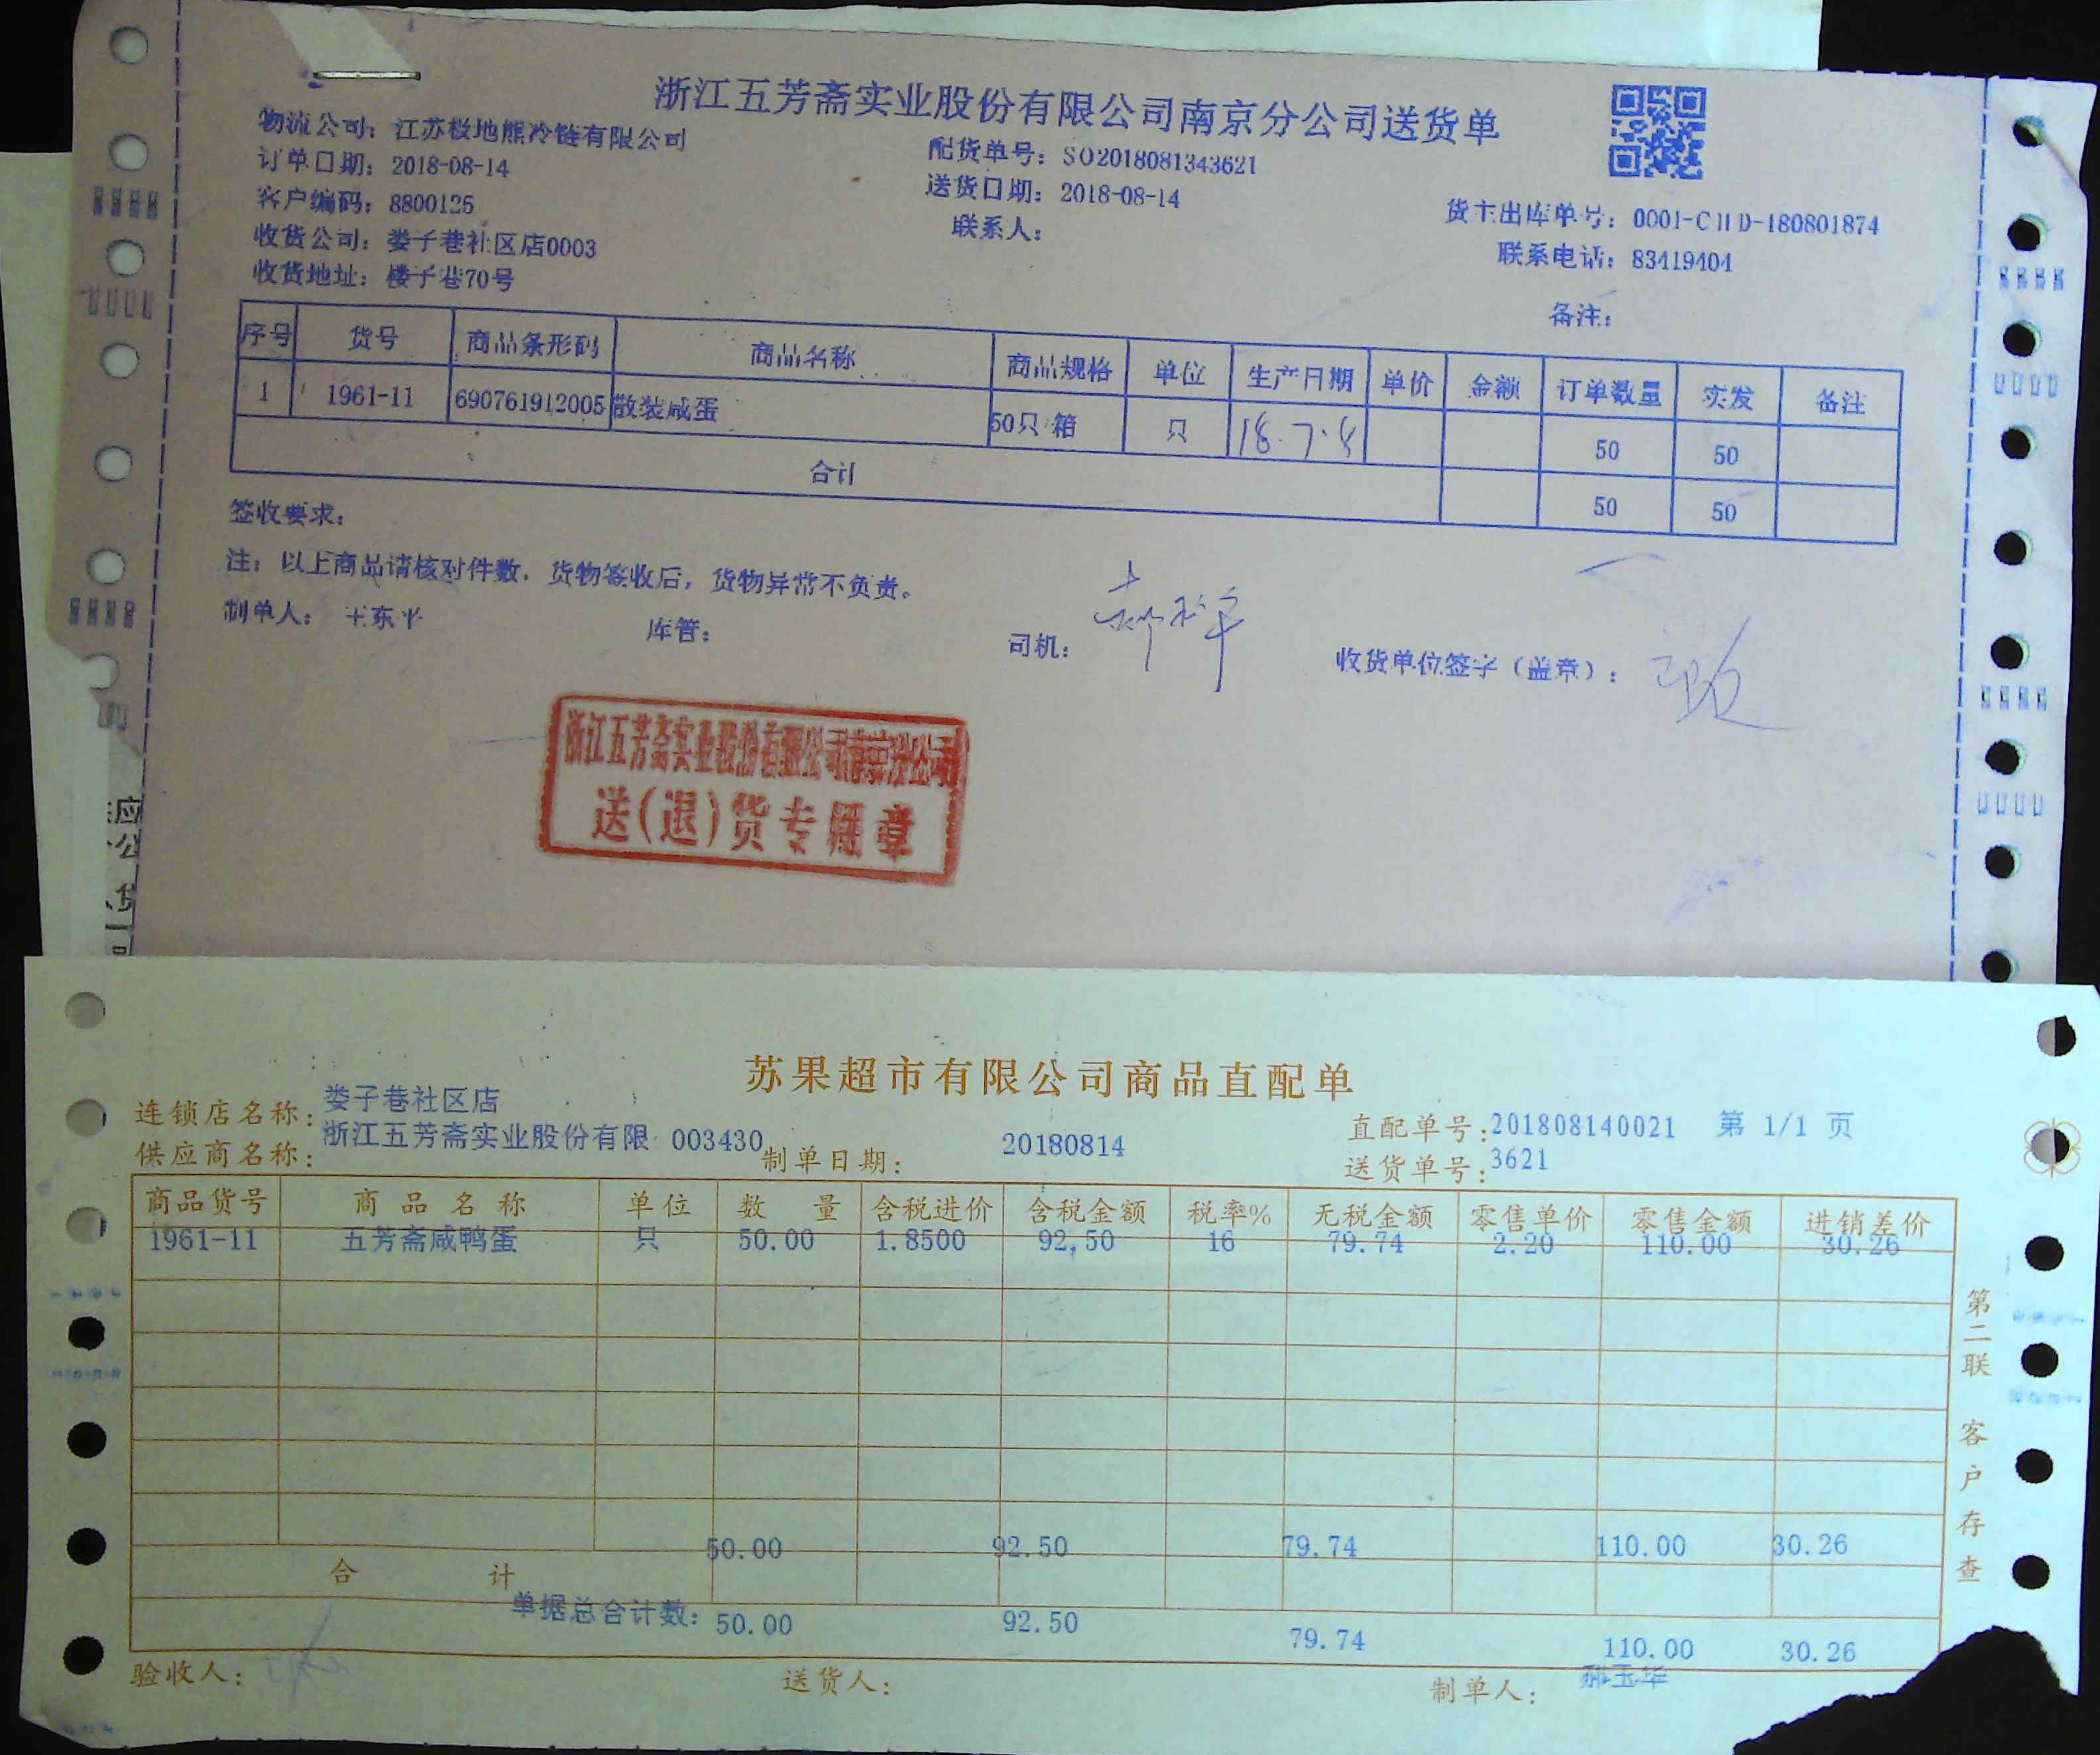 浙江五芳斋实业股份有限公司南京分公司送货单
物流公司：江苏极地熊冷链有限公司
配货单号：SO2018081343621
订单日期：2018-08-14
送货日期：2018-08-14
货主出库单号：0001-CHD-180801874
客户编码：8800125
联系人：
联系电话：83419404
收货公司：娄子巷社区店0003
收货地址：楼子巷70号
备注：
序号 货号 商品条形码 商品名称 商品规格 单位 生产日期 单价 金额 订单数量 实发 备注
1 1961-11 690761912005 散装咸蛋 50只/箱 只 18.7.8 50 50
合计 50 50
签收要求：
注：以上商品请核对件数，货物签收后，货物异常不负责。
制单人：王东平 库管： 司机： 收货单位签字（盖章）：
浙江五芳斋实业股份有限公司南京分公司
送（退）货专用章
苏果超市有限公司商品直配单
连锁店名称：娄子巷社区店
直配单号：201808140021 第 1/1 页
供应商名称：浙江五芳斋实业股份有限 003430 制单日期： 20180814 送货单号：3621
商品货号 商品名称 单位 数量 含税进价 含税金额 税率% 无税金额 零售单价 零售金额 进销差价
1961-11 五芳斋咸鸭蛋 只 50.00 1.8500 92.50 16 79.74 2.20 110.00 30.26
合计 50.00 92.50 79.74 110.00 30.26
单据总合计数：50.00 92.50 79.74 110.00 30.26
验收人： 送货人： 制单人：
第二联 客户存查